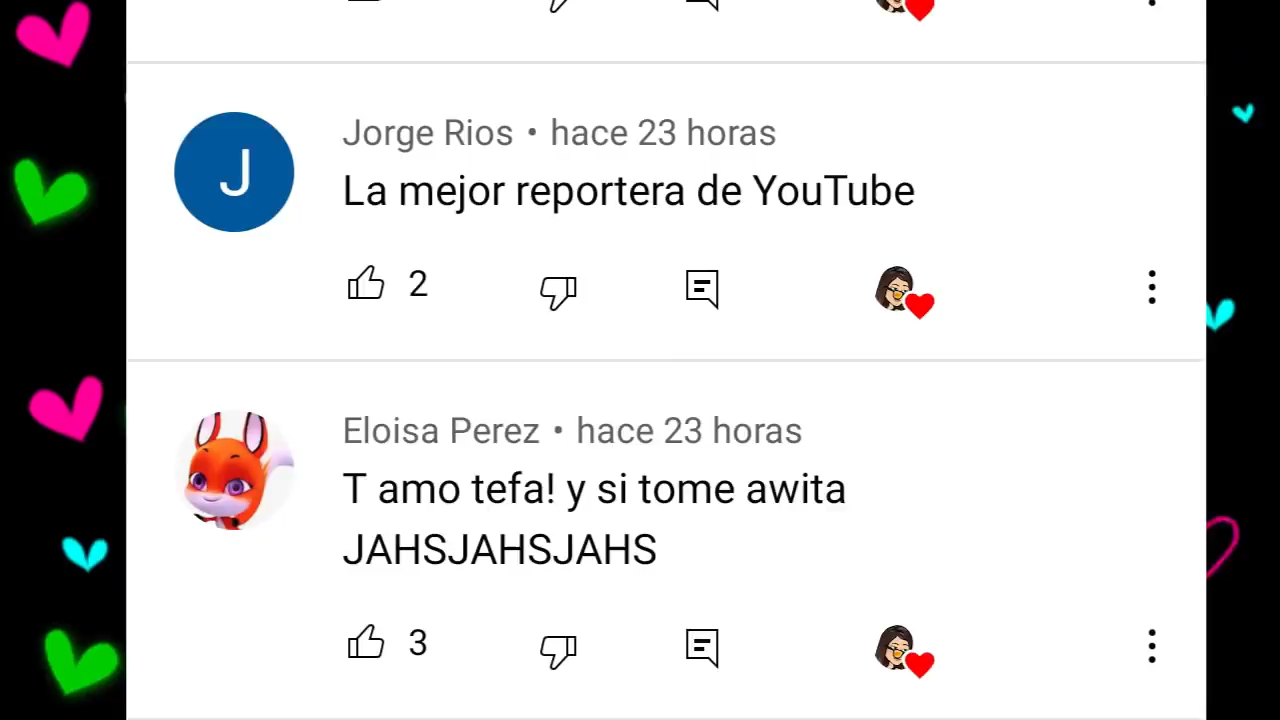 Jorge Rios • hace 23 horas
J
La mejor reportera de YouTube
2
Eloisa Perez • hace 23 horas
T amo tefa! y si tome awita
JAHSJAHSJAHS
3